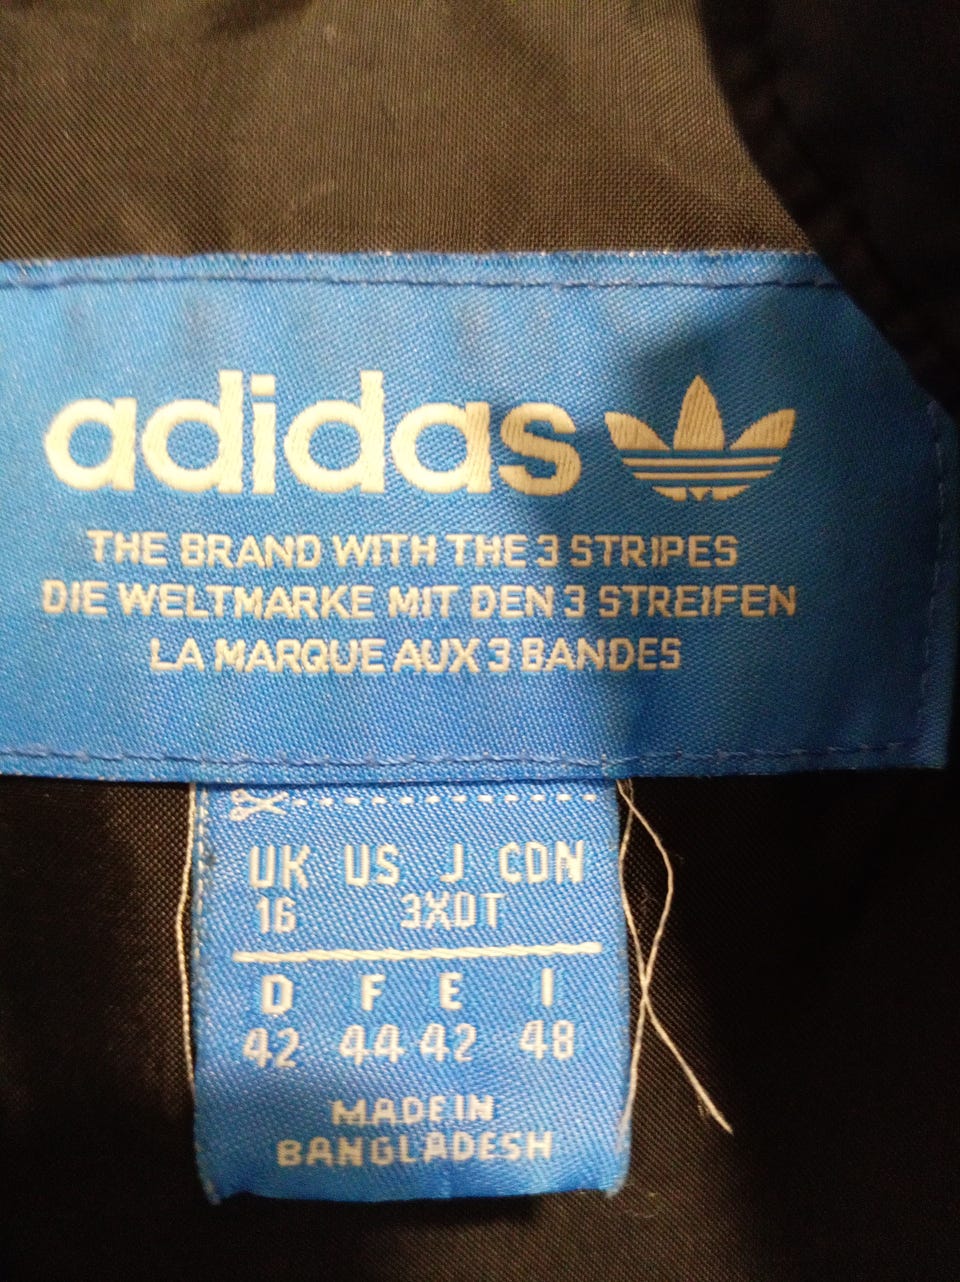 adidas
THE BRAND WITH THE 3 STRIPES
DIE WELTMARKE MIT DEN 3 STREIFEN
LA MARQUE AUX 3 BANDES
UK US J CDN
16 3XOT
D F E I
42 44 42 48
MADE IN
BANGLADESH